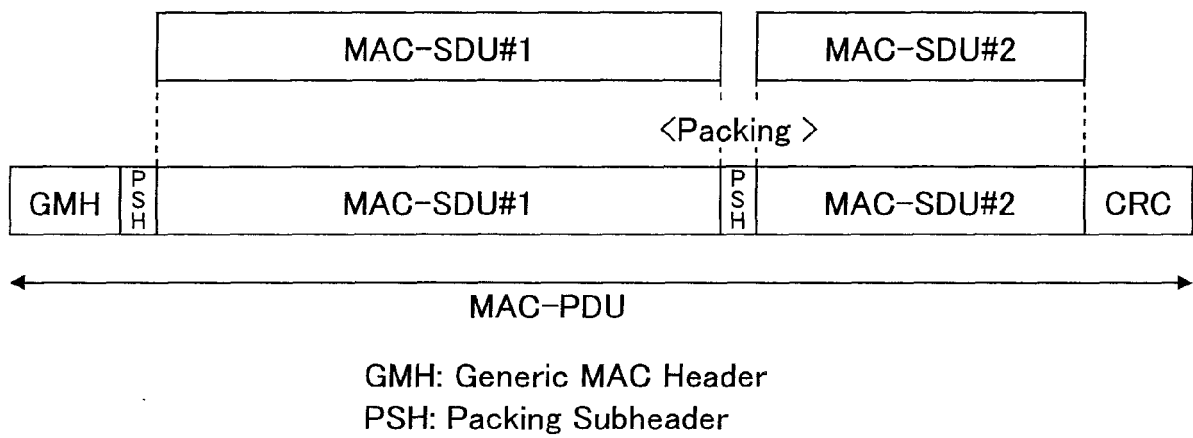 MAC-SDU#1 MAC-SDU#2
<Packing >
GMH PSH MAC-SDU#1 PSH MAC-SDU#2 CRC
MAC-PDU
GMH: Generic MAC Header
PSH: Packing Subheader